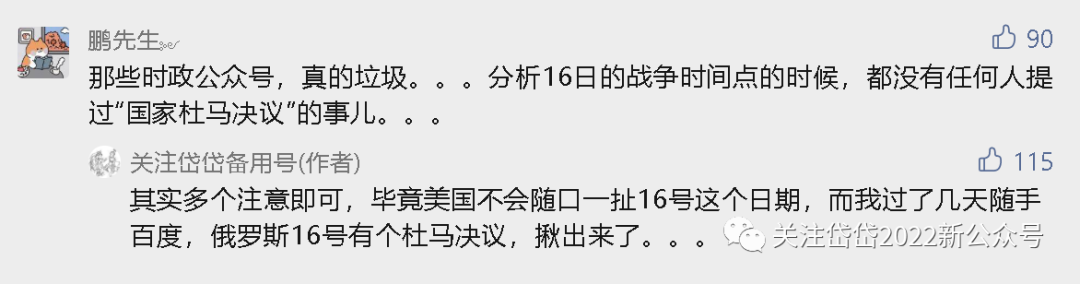 鹏先生
90
那些时政公众号，真的垃圾。。。分析16日的战争时间点的时候，都没有任何人提
过“国家杜马决议”的事儿。。。
关注岱岱备用号(作者)
115
其实多个注意即可，毕竟美国不会随口一扯16号这个日期，而我过了几天随手
百度，俄罗斯16号有个杜马决议，揪出来了。。。
关注岱岱2022新公众号